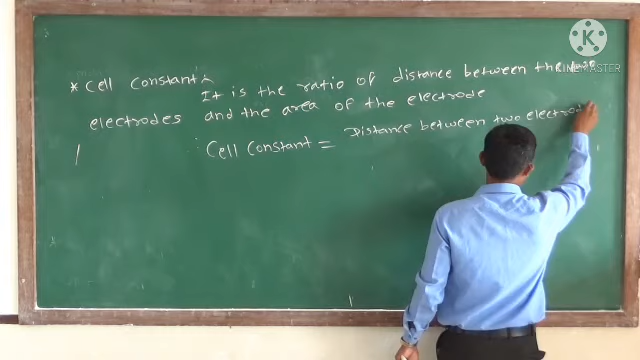 * Cell Constant :-
It is the ratio of distance between the two
electrodes and the area of the electrode
∴ Cell Constant = Distance between two electrod
KINEMASTER